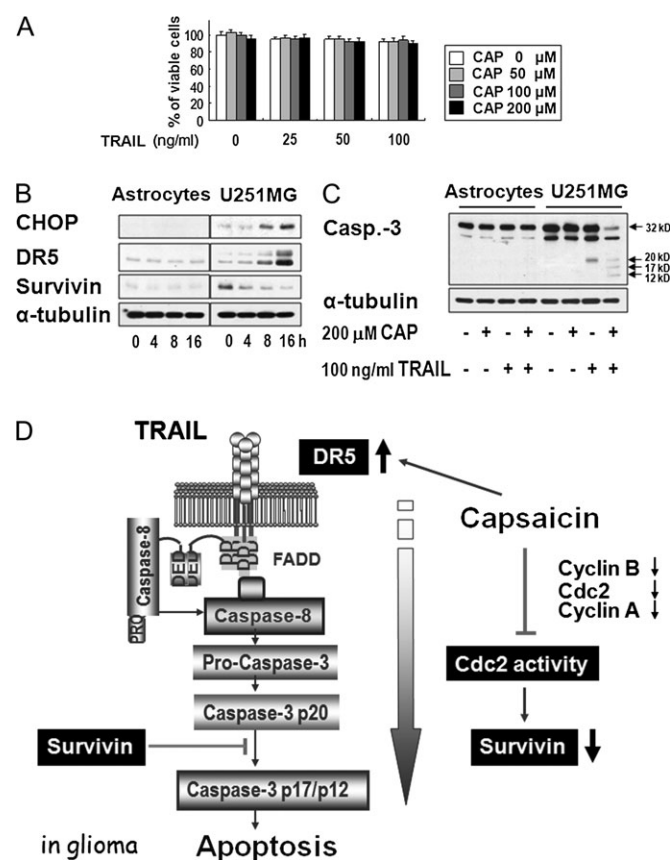 A
% of viable cells
120
100
80
60
40
20
0
TRAIL (ng/ml) 0 25 50 100
CAP 0 µM
CAP 50 µM
CAP 100 µM
CAP 200 µM
B
Astrocytes U251MG
CHOP
DR5
Survivin
α-tubulin
0 4 8 16 0 4 8 16 h
C
Astrocytes U251MG
Casp.-3
32 kD
20 kD
17 kD
12 kD
α-tubulin
200 µM CAP - + - + - + - +
100 ng/ml TRAIL - - + + - - + +
D
TRAIL
DR5
Capsaicin
PRO
Caspase-8
DED
DED
FADD
Cyclin B
Cdc2
Cyclin A
Caspase-8
Pro-Caspase-3
Cdc2 activity
Caspase-3 p20
Survivin
Survivin
Caspase-3 p17/p12
in glioma
Apoptosis